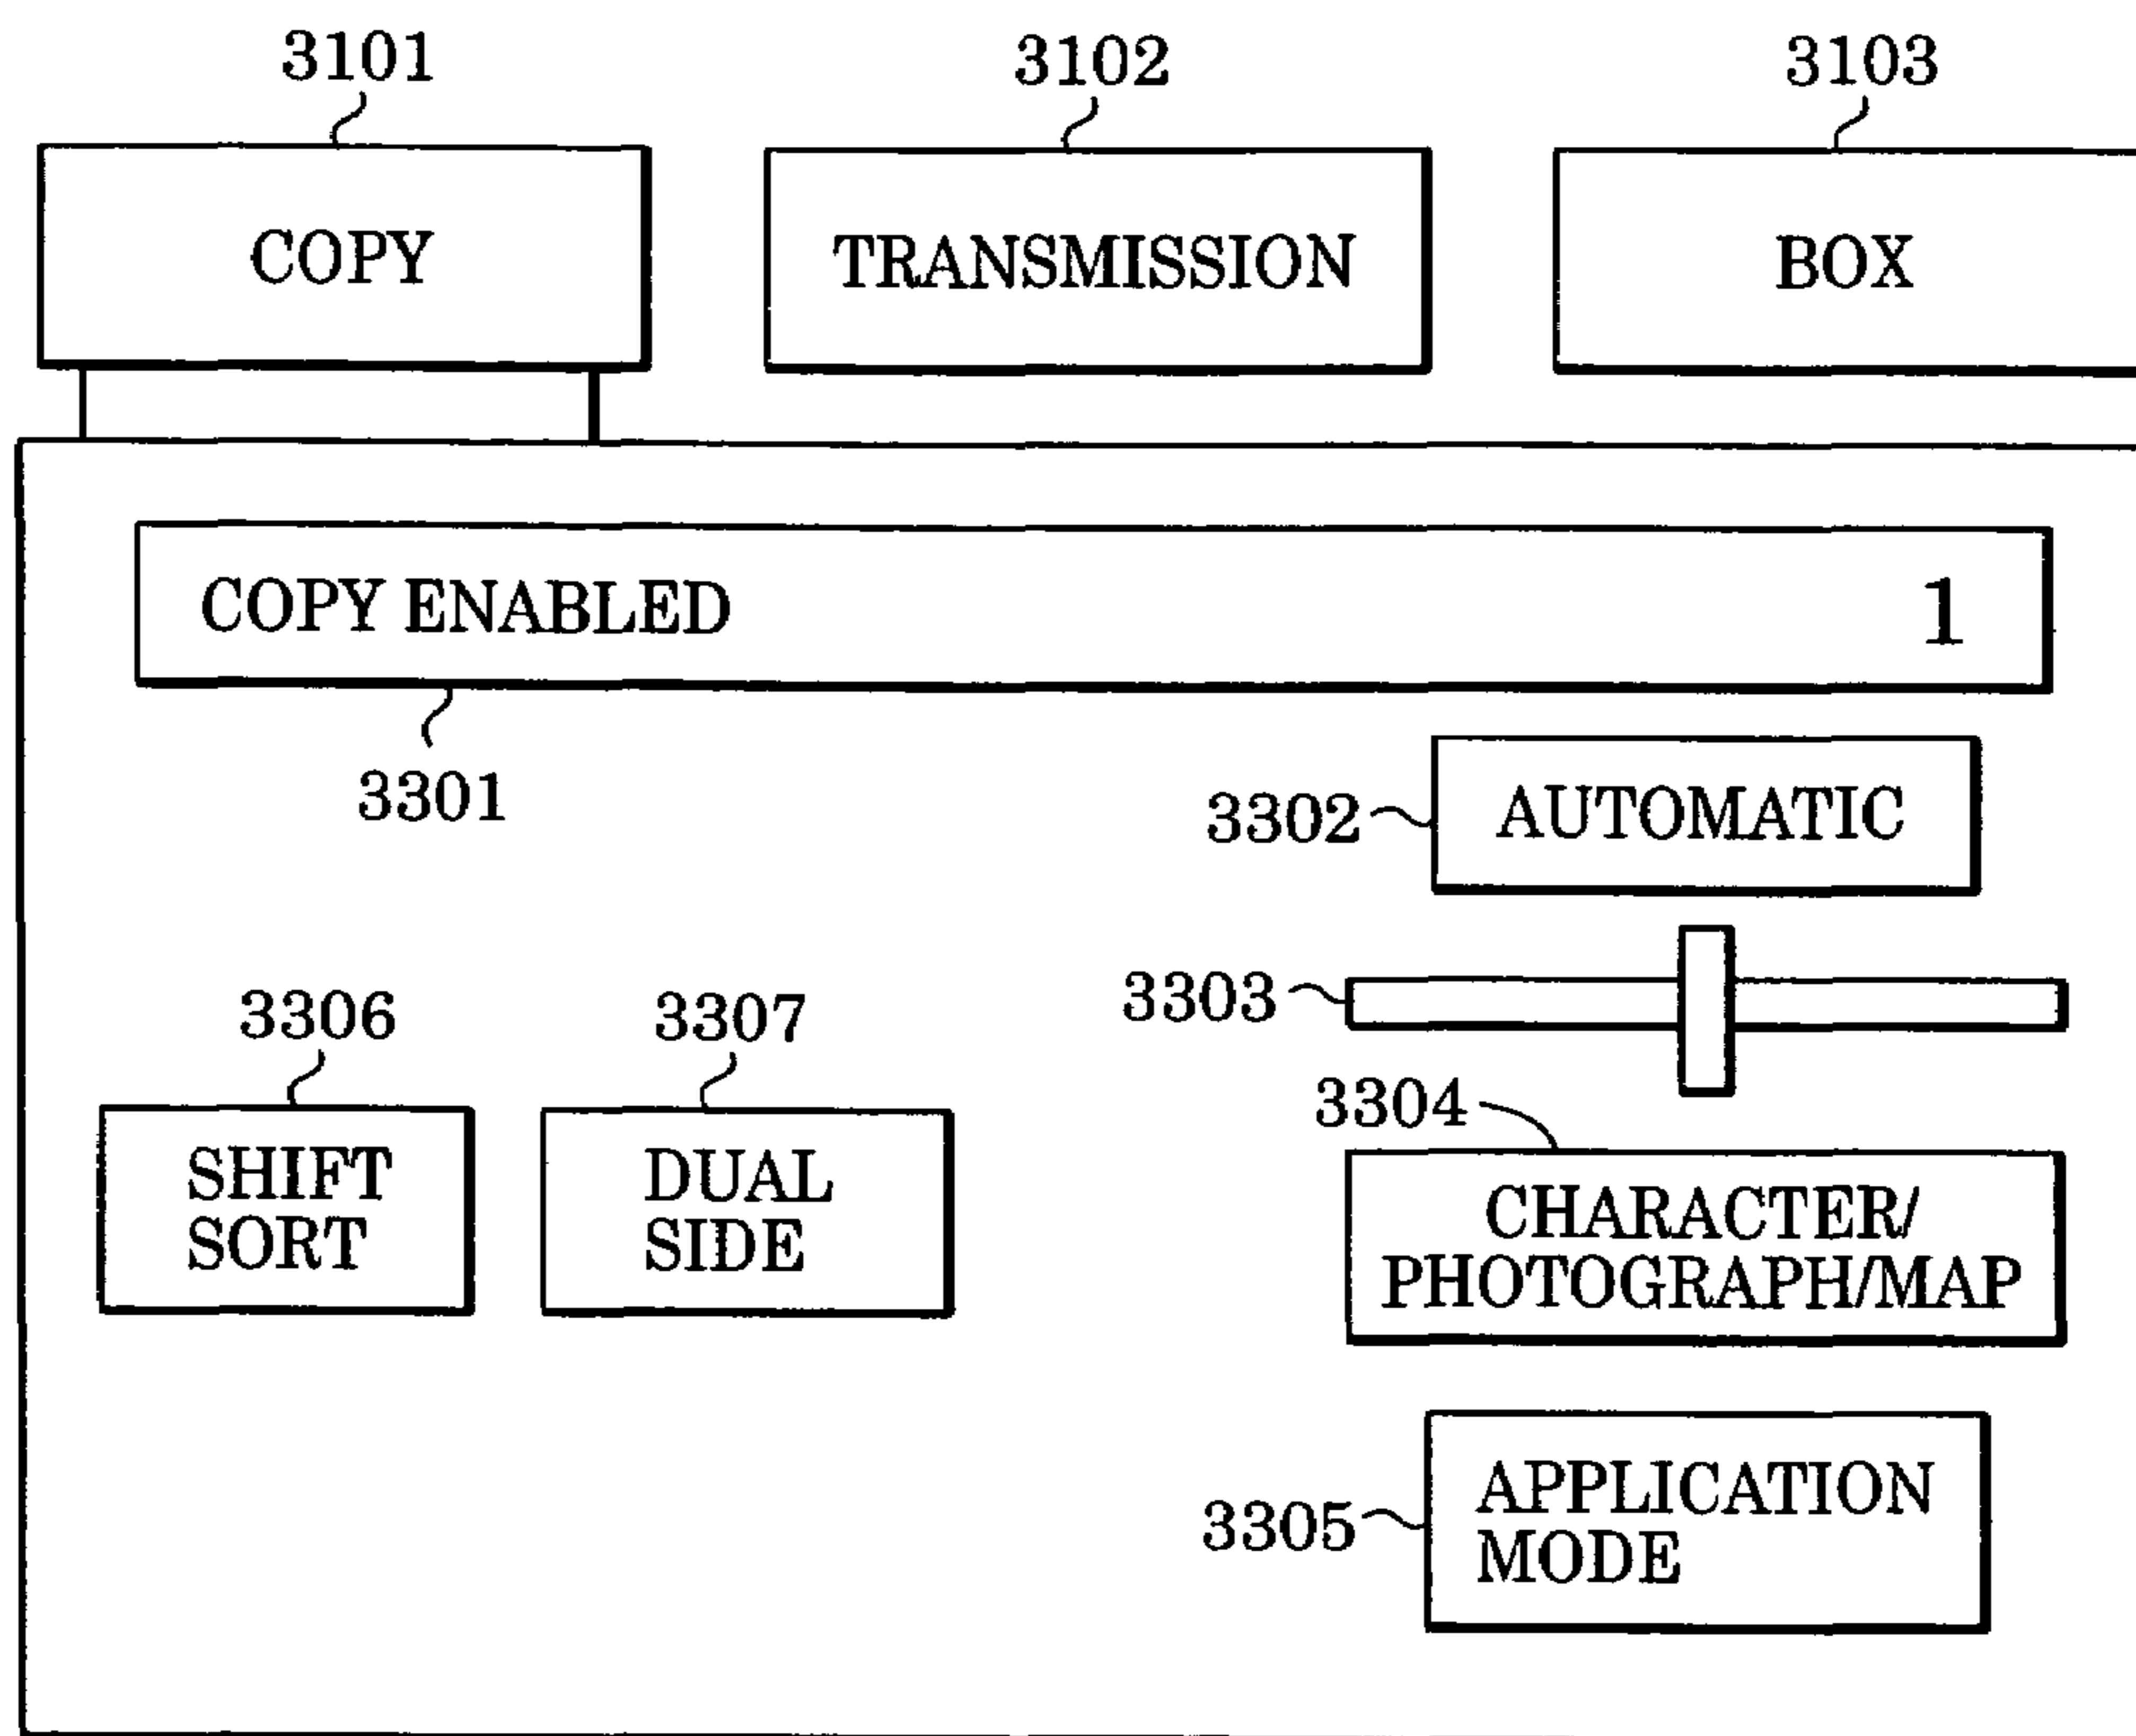 3101
3102
3103
COPY
TRANSMISSION
BOX
COPY ENABLED 1
3301
3302
AUTOMATIC
3303
3306
3307
3304
SHIFT
SORT
DUAL
SIDE
CHARACTER/
PHOTOGRAPH/MAP
3305
APPLICATION
MODE